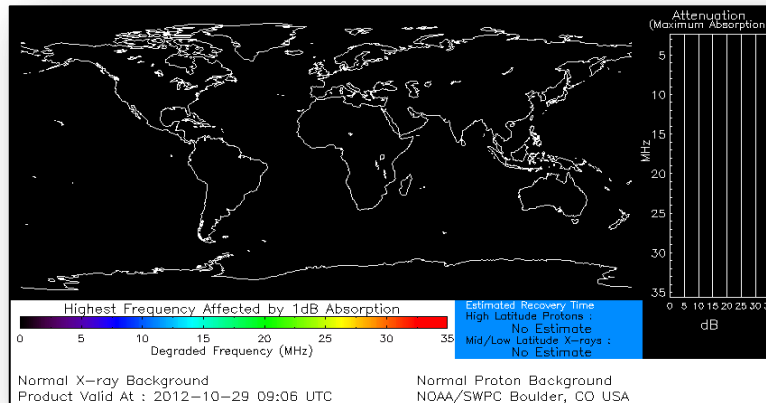 Attenuation
(Maximum Absorption
5
10
15
20
25
30
35
MHz
0 5 10 15 20 25 30
dB
Highest Frequency Affected by 1dB Absorption
0 5 10 15 20 25 30 35
Degraded Frequency (MHz)
Estimated Recovery Time
High Latitude Protons :
No Estimate
Mid/Low Latitude X-rays :
No Estimate
Normal X-ray Background
Product Valid At : 2012-10-29 09:06 UTC
Normal Proton Background
NOAA/SWPC Boulder, CO USA